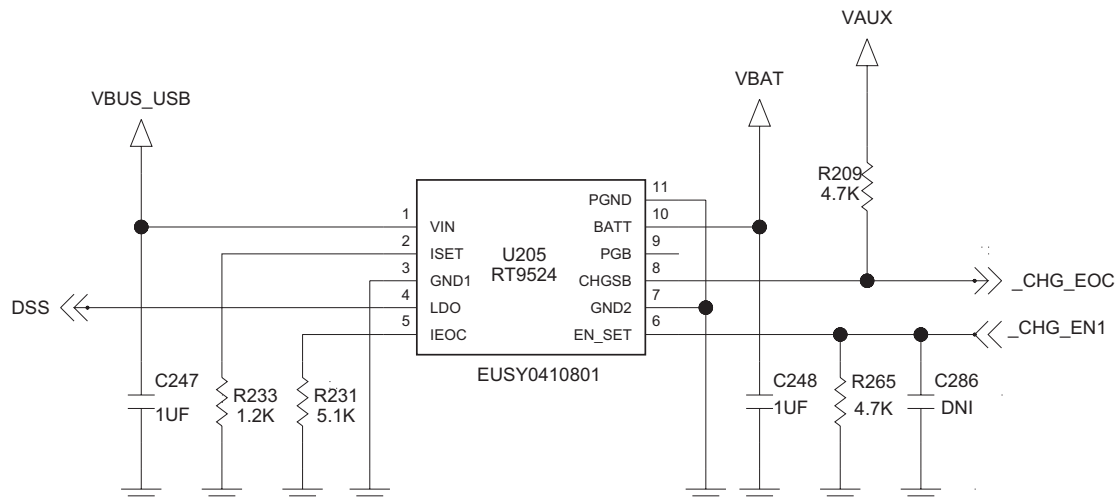 VAUX
VBAT
VBUS_USB
R209
4.7K
PGND 11
1 VIN
BATT 10
2 ISET
PGB 9
U205
RT9524
3 GND1
CHGSB 8
_CHG_EOC
DSS
4 LDO
GND2 7
5 IEOC
EN_SET 6
_CHG_EN1
EUSY0410801
C247
1UF
R233
1.2K
R231
5.1K
C248
1UF
R265
4.7K
C286
DNI